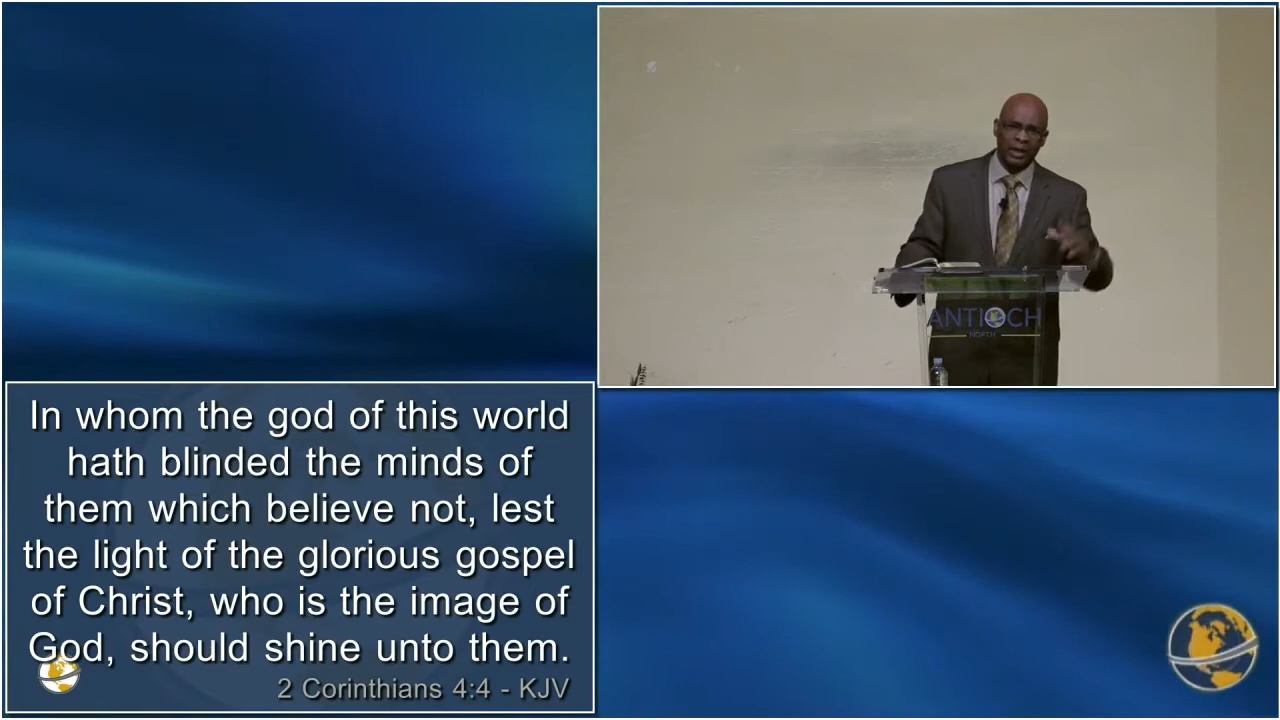 In whom the god of this world
hath blinded the minds of
them which believe not, lest
the light of the glorious gospel
of Christ, who is the image of
God, should shine unto them.
2 Corinthians 4:4 - KJV
ANTIOCH
NORTH